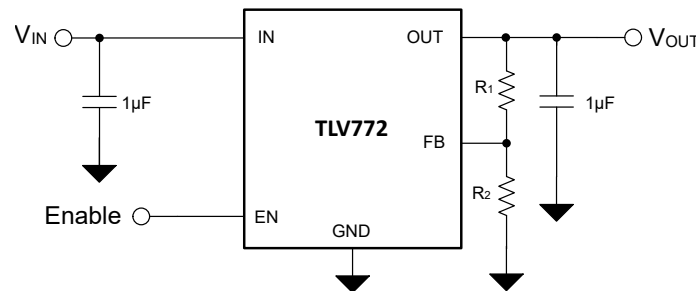 VIN
IN
OUT
VOUT
1µF
R1
1µF
TLV772
FB
R2
Enable
EN
GND